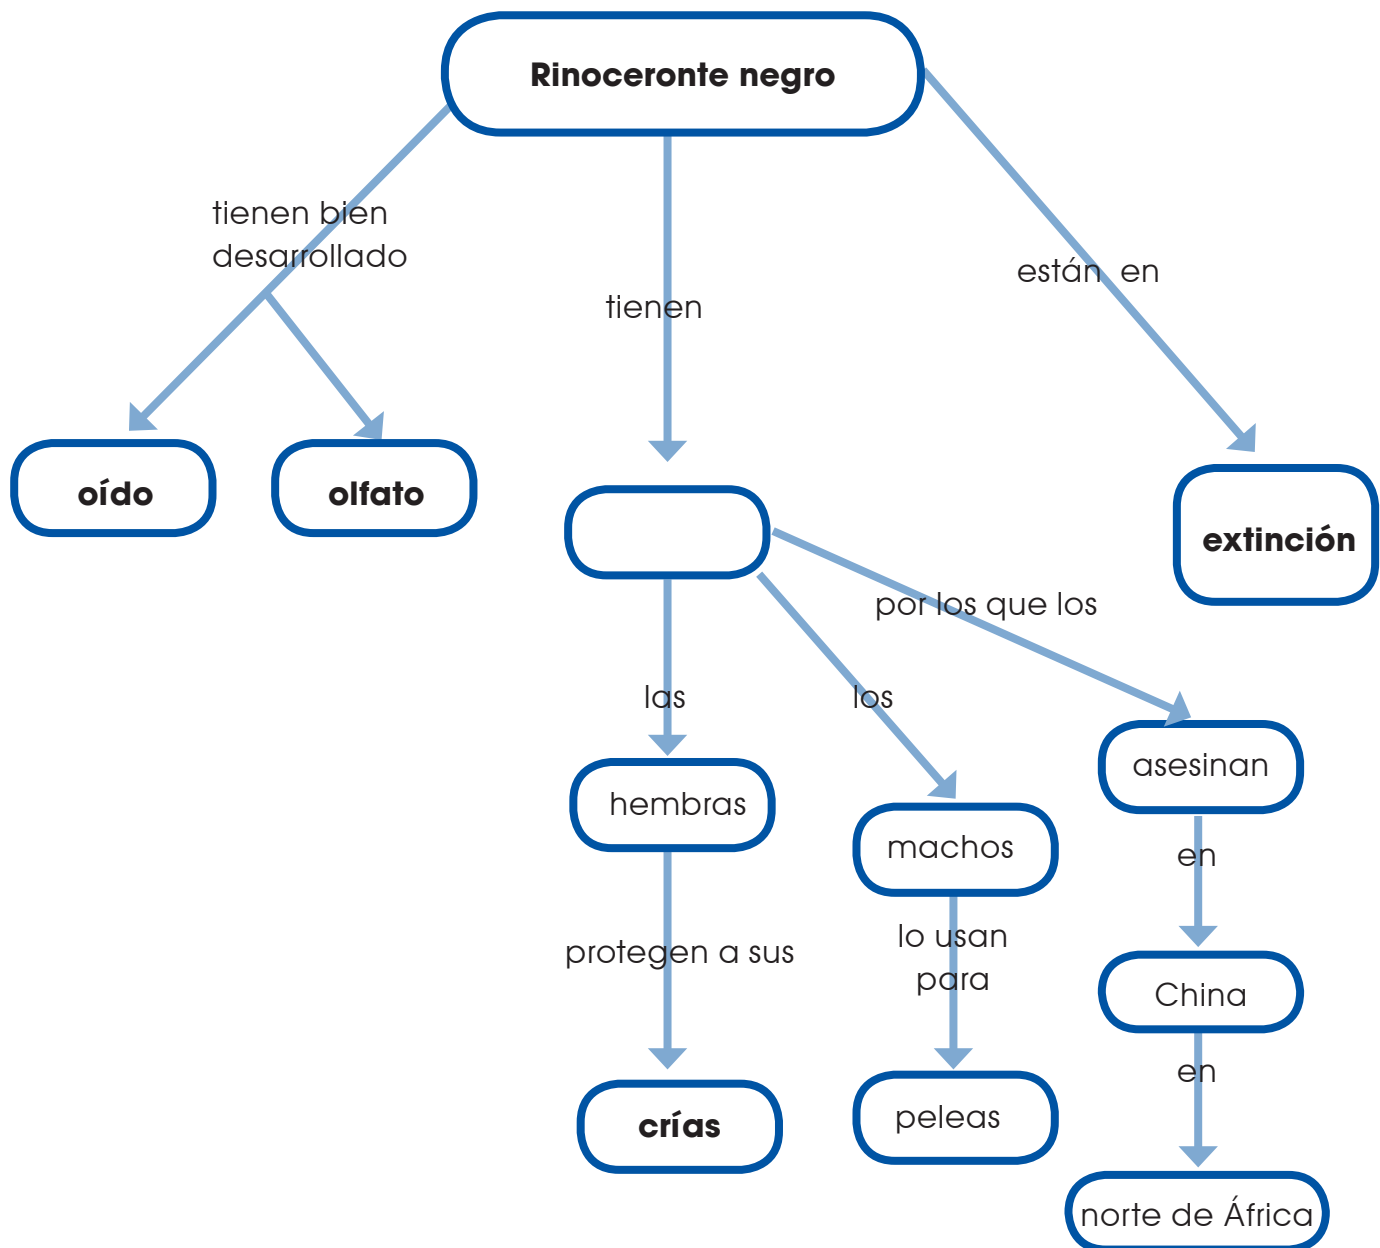 Rinoceronte negro
tienen bien
desarrollado
tienen
están en
oído
olfato
extinción
por los que los
las
los
hembras
machos
asesinan
en
protegen a sus
lo usan
para
China
en
crías
peleas
norte de África